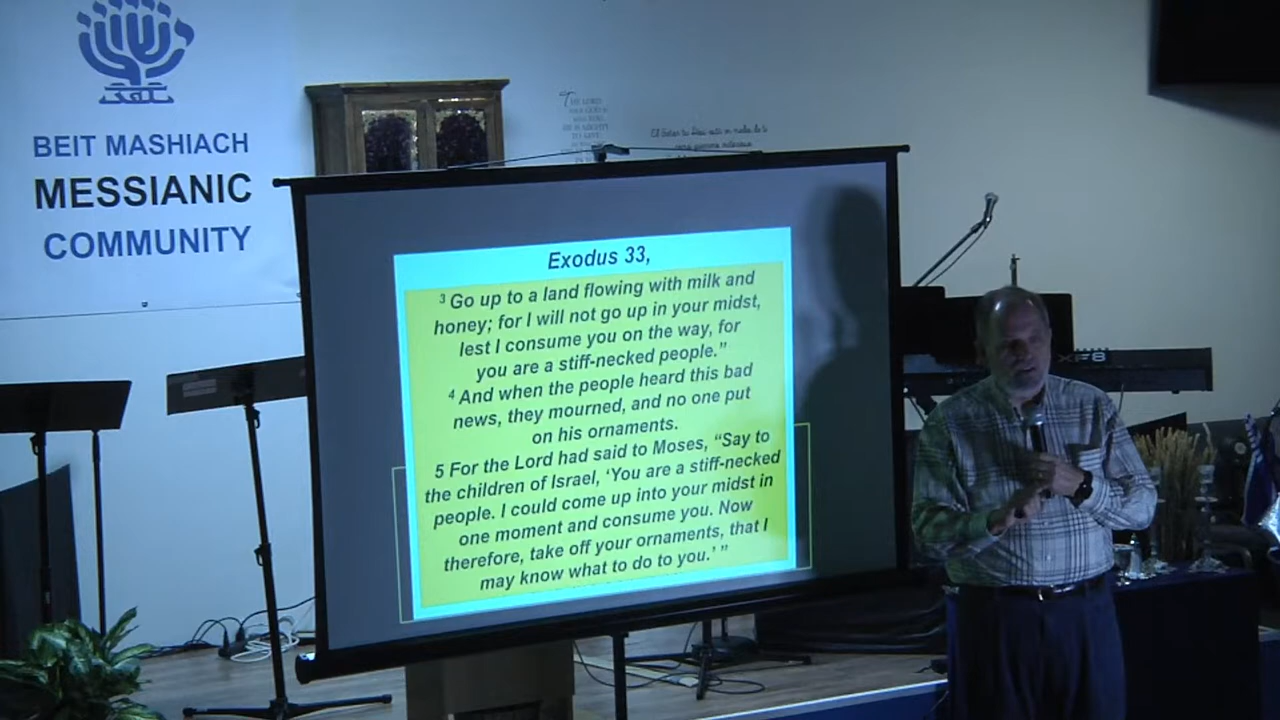 BEIT MASHIACH
MESSIANIC
COMMUNITY
Exodus 33,
3 Go up to a land flowing with milk and
honey; for I will not go up in your midst,
lest I consume you on the way, for
you are a stiff-necked people.”
4 And when the people heard this bad
news, they mourned, and no one put
on his ornaments.
5 For the Lord had said to Moses, “Say to
the children of Israel, ‘You are a stiff-necked
people. I could come up into your midst in
one moment and consume you. Now
therefore, take off your ornaments, that I
may know what to do to you.’ ”
THE LORD
XF8